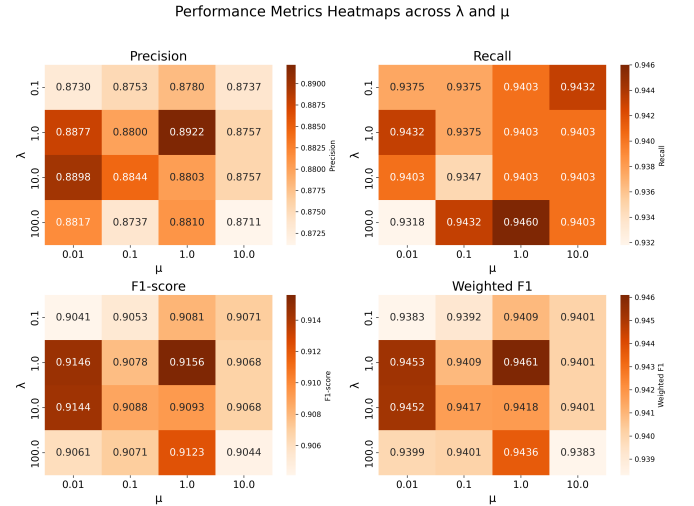 Performance Metrics Heatmaps across λ and μ
Precision
λ
0.1 0.8730 0.8753 0.8780 0.8737
1.0 0.8877 0.8800 0.8922 0.8757
10.0 0.8898 0.8844 0.8803 0.8757
100.0 0.8817 0.8737 0.8810 0.8711
0.01 0.1 1.0 10.0
μ
0.8900
0.8875
0.8850
0.8825
0.8800
0.8775
0.8750
0.8725
Precision
Recall
λ
0.1 0.9375 0.9375 0.9403 0.9432
1.0 0.9432 0.9375 0.9403 0.9403
10.0 0.9403 0.9347 0.9403 0.9403
100.0 0.9318 0.9432 0.9460 0.9403
0.01 0.1 1.0 10.0
μ
0.946
0.944
0.942
0.940
0.938
0.936
0.934
0.932
Recall
F1-score
λ
0.1 0.9041 0.9053 0.9081 0.9071
1.0 0.9146 0.9078 0.9156 0.9068
10.0 0.9144 0.9088 0.9093 0.9068
100.0 0.9061 0.9071 0.9123 0.9044
0.01 0.1 1.0 10.0
μ
0.914
0.912
0.910
0.908
0.906
F1-score
Weighted F1
λ
0.1 0.9383 0.9392 0.9409 0.9401
1.0 0.9453 0.9409 0.9461 0.9401
10.0 0.9452 0.9417 0.9418 0.9401
100.0 0.9399 0.9401 0.9436 0.9383
0.01 0.1 1.0 10.0
μ
0.946
0.945
0.944
0.943
0.942
0.941
0.940
0.939
Weighted F1